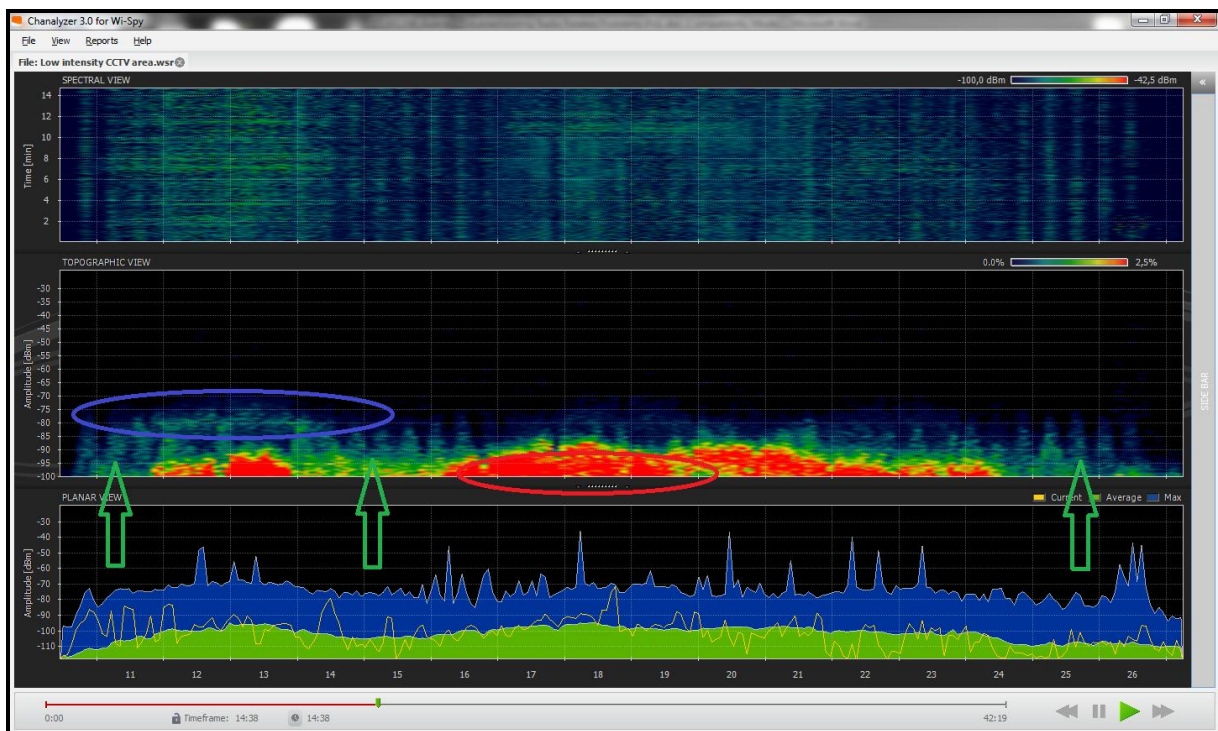 Chanalyzer 3.0 for Wi-Spy
File View Reports Help
File: Low intensity CCTV area.wsr
SPECTRAL VIEW
-100,0 dBm -42,5 dBm
14
12
10
8
6
4
2
Time [min]
TOPOGRAPHIC VIEW
0.0% 2,5%
-30
-35
-40
-45
-50
-55
-60
-65
-70
-75
-80
-85
-90
-95
-100
Amplitude [dBm]
SIDE BAR
PLANAR VIEW
Current Average Max
-30
-40
-50
-60
-70
-80
-90
-100
-110
Amplitude [dBm]
11 12 13 14 15 16 17 18 19 20 21 22 23 24 25 26
0:00 Timeframe: 14:38 14:38 42:19